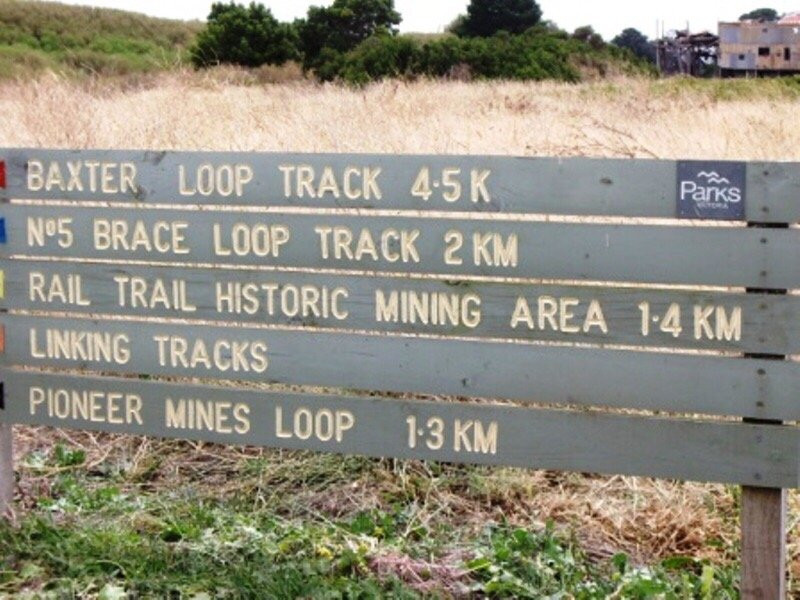 BAXTER LOOP TRACK 4·5 K
Parks
VICTORIA
Nº5 BRACE LOOP TRACK 2 KM
RAIL TRAIL HISTORIC MINING AREA 1·4 KM
LINKING TRACKS
PIONEER MINES LOOP 1·3 KM